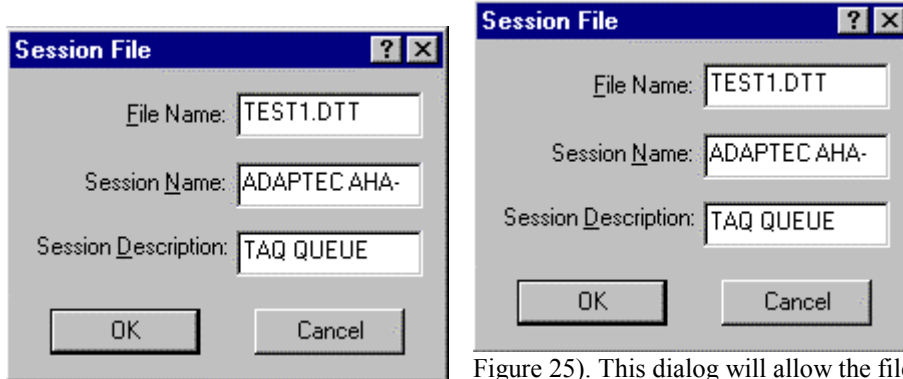 Session File
File Name: TEST1.DTT
Session Name: ADAPTEC AHA-
Session Description: TAQ QUEUE
OK Cancel
Session File
File Name: TEST1.DTT
Session Name: ADAPTEC AHA-
Session Description: TAQ QUEUE
OK Cancel
Figure 25). This dialog will allow the file